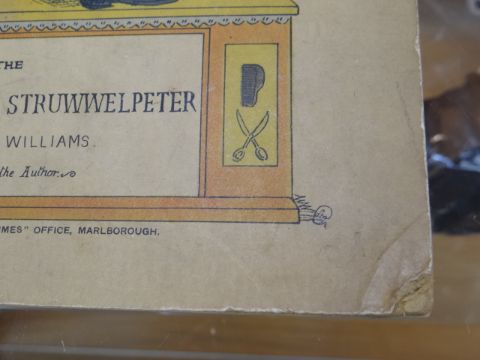 THE
STRUWWELPETER
WILLIAMS.
the Author.
MES" OFFICE, MARLBOROUGH.